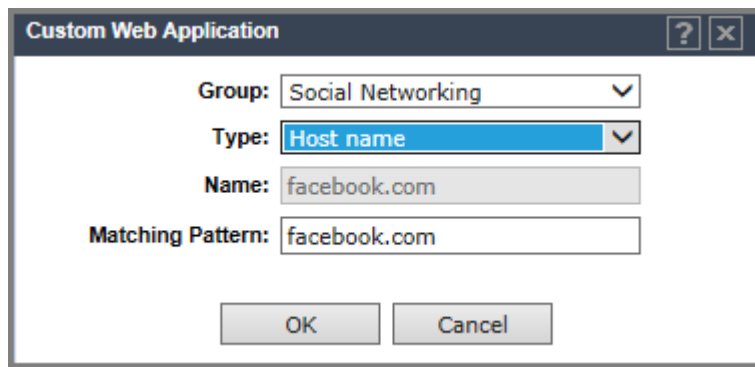 Custom Web Application ? X
Group: Social Networking
Type: Host name
Name: facebook.com
Matching Pattern: facebook.com
OK Cancel